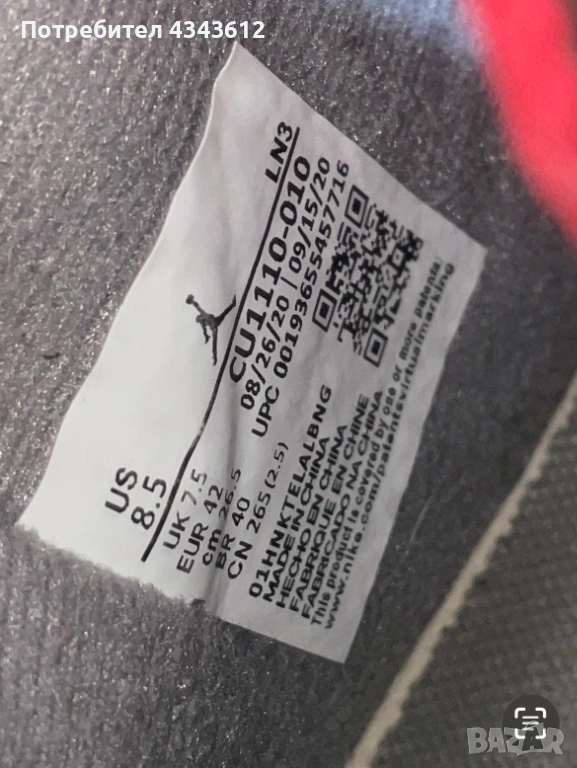 Потребител 4343612
LN3
CU1110-010
08/26/20 | 09/15/20
UPC 00193655457716
US
8.5
UK 7.5
EUR 42
cm 26.5
BR 40
CN 265(2.5)
01HNKTELALBNG
MADE IN CHINA
HECHO EN CHINA
FABRIQUE EN CHINE
FABRICADO NA CHINA
This product is covered by one or more patents:
www.nike.com/patentsvirtualmarking
BAZAR